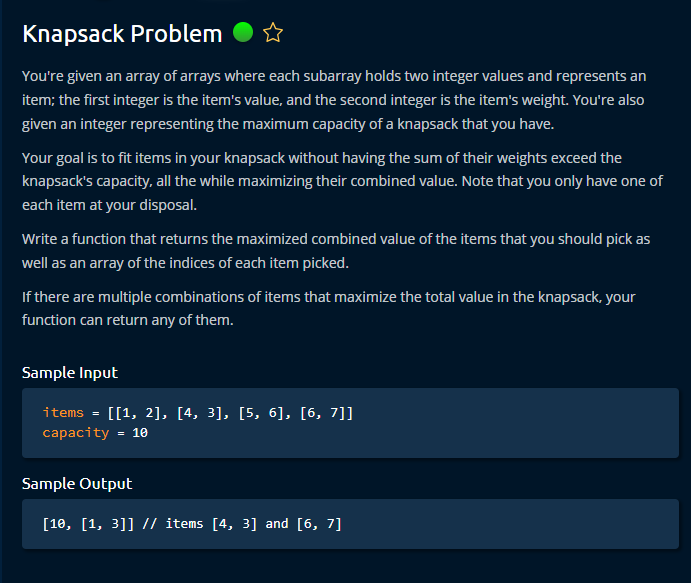 Knapsack Problem
You're given an array of arrays where each subarray holds two integer values and represents an
item; the first integer is the item's value, and the second integer is the item's weight. You're also
given an integer representing the maximum capacity of a knapsack that you have.
Your goal is to fit items in your knapsack without having the sum of their weights exceed the
knapsack's capacity, all the while maximizing their combined value. Note that you only have one of
each item at your disposal.
Write a function that returns the maximized combined value of the items that you should pick as
well as an array of the indices of each item picked.
If there are multiple combinations of items that maximize the total value in the knapsack, your
function can return any of them.
Sample Input
items = [[1, 2], [4, 3], [5, 6], [6, 7]]
capacity = 10
Sample Output
[10, [1, 3]] // items [4, 3] and [6, 7]